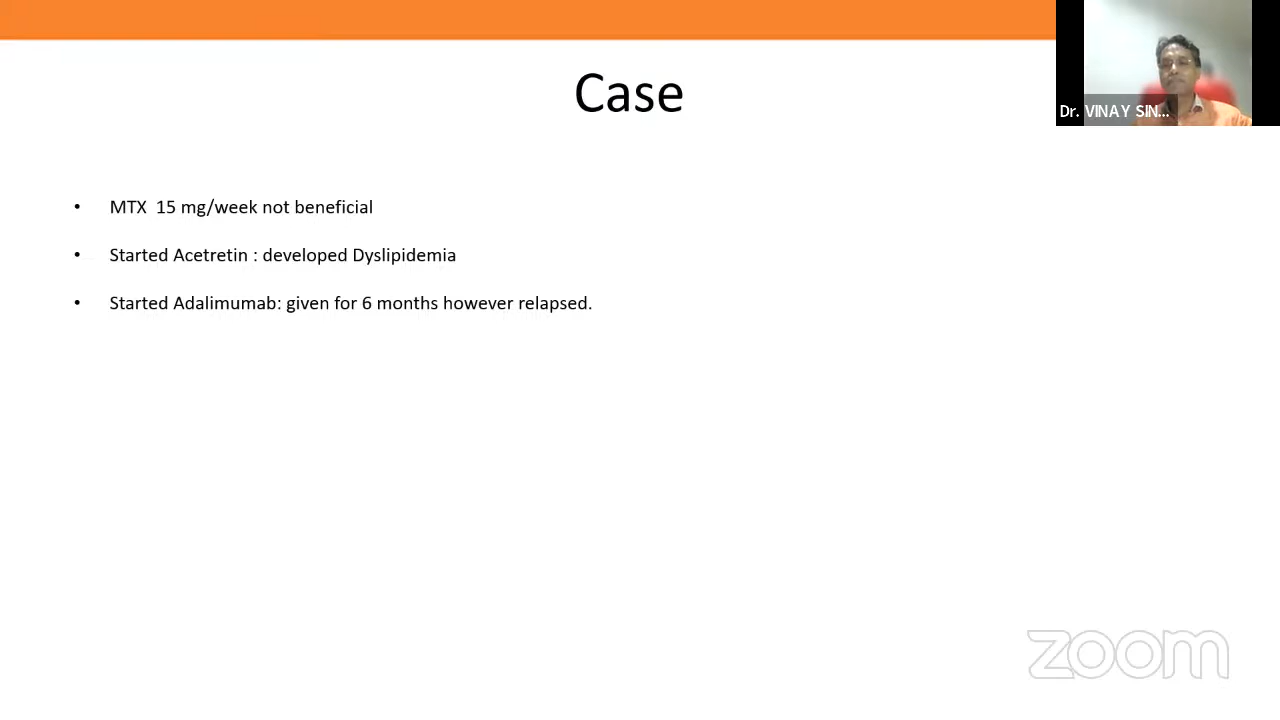 Case
Dr. VINAY SIN...
• MTX  15 mg/week not beneficial
• Started Acetretin : developed Dyslipidemia
• Started Adalimumab: given for 6 months however relapsed.
zoom